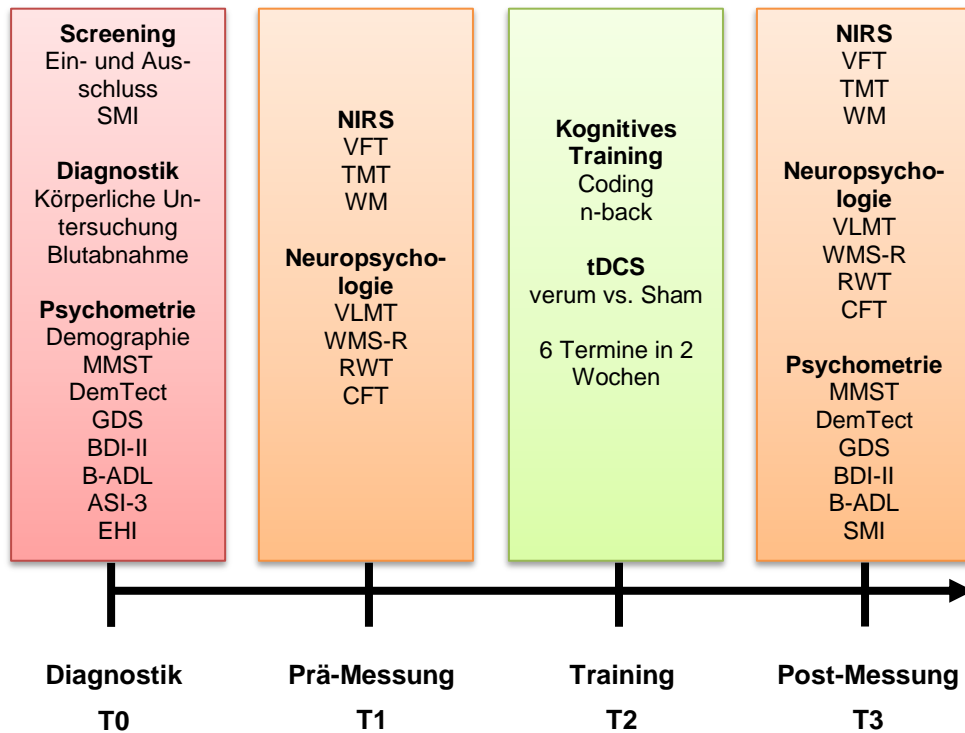 Screening
Ein- und Aus-
schluss
SMI
Diagnostik
Körperliche Un-
tersuchung
Blutabnahme
Psychometrie
Demographie
MMST
DemTect
GDS
BDI-II
B-ADL
ASI-3
EHI
NIRS
VFT
TMT
WM
Neuropsycho-
logie
VLMT
WMS-R
RWT
CFT
Kognitives
Training
Coding
n-back
tDCS
verum vs. Sham
6 Termine in 2
Wochen
NIRS
VFT
TMT
WM
Neuropsycho-
logie
VLMT
WMS-R
RWT
CFT
Psychometrie
MMST
DemTect
GDS
BDI-II
B-ADL
SMI
Diagnostik
T0
Prä-Messung
T1
Training
T2
Post-Messung
T3